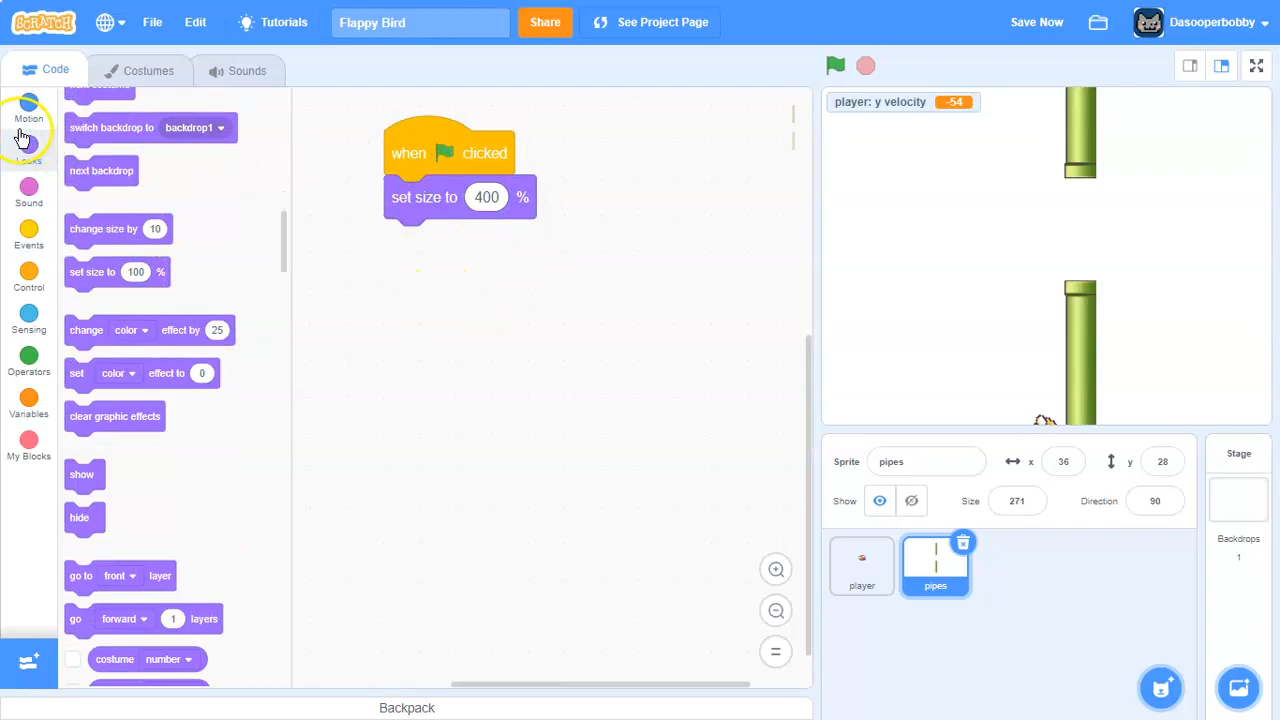 SCRATCH File Edit Tutorials Flappy Bird Share See Project Page Save Now Dasooperbobby
Code Costumes Sounds
Motion
Looks
Sound
Events
Control
Sensing
Operators
Variables
My Blocks
next costume
switch backdrop to backdrop1
next backdrop
change size by 10
set size to 100 %
change color effect by 25
set color effect to 0
clear graphic effects
show
hide
go to front layer
go forward 1 layers
costume number
when clicked
set size to 400 %
player: y velocity -54
Sprite pipes x 36 y 28
Show Size 271 Direction 90
player
pipes
Stage
Backdrops
1
Backpack